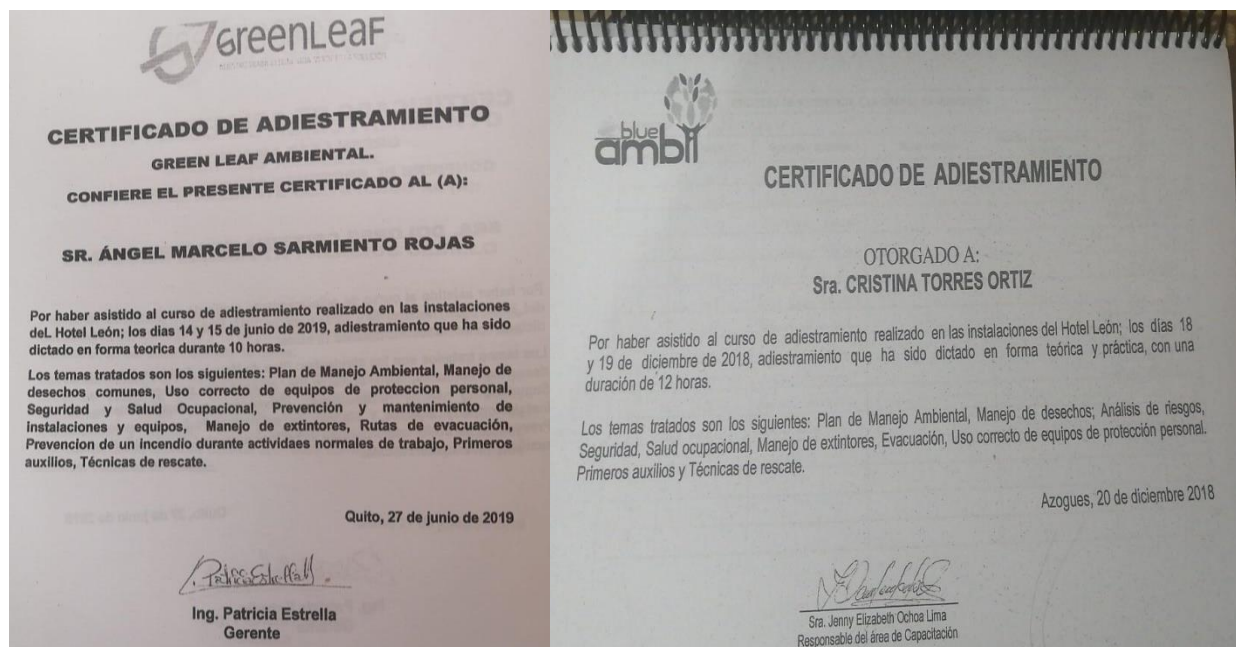 GreenLeaF
CERTIFICADO DE ADIESTRAMIENTO
GREEN LEAF AMBIENTAL.
CONFIERE EL PRESENTE CERTIFICADO AL (A):
SR. ÁNGEL MARCELO SARMIENTO ROJAS
Por haber asistido al curso de adiestramiento realizado en las instalaciones
deL Hotel León; los dias 14 y 15 de junio de 2019, adiestramiento que ha sido
dictado en forma teorica durante 10 horas.
Los temas tratados son los siguientes: Plan de Manejo Ambiental, Manejo de
desechos comunes, Uso correcto de equipos de proteccion personal,
Seguridad y Salud Ocupacional, Prevención y mantenimiento de
instalaciones y equipos, Manejo de extintores, Rutas de evacuación,
Prevencion de un incendio durante actividaes normales de trabajo, Primeros
auxilios, Técnicas de rescate.
Quito, 27 de junio de 2019
Ing. Patricia Estrella
Gerente
blue
ambii
CERTIFICADO DE ADIESTRAMIENTO
OTORGADO A:
Sra. CRISTINA TORRES ORTIZ
Por haber asistido al curso de adiestramiento realizado en las instalaciones del Hotel León; los días 18
y 19 de diciembre de 2018, adiestramiento que ha sido dictado en forma teórica y práctica, con una
duración de 12 horas.
Los temas tratados son los siguientes: Plan de Manejo Ambiental, Manejo de desechos; Análisis de riesgos,
Seguridad, Salud ocupacional, Manejo de extintores, Evacuación, Uso correcto de equipos de protección personal.
Primeros auxilios y Técnicas de rescate.
Azogues, 20 de diciembre 2018
Sra. Jenny Elizabeth Ochoa Lima
Responsable del área de Capacitación